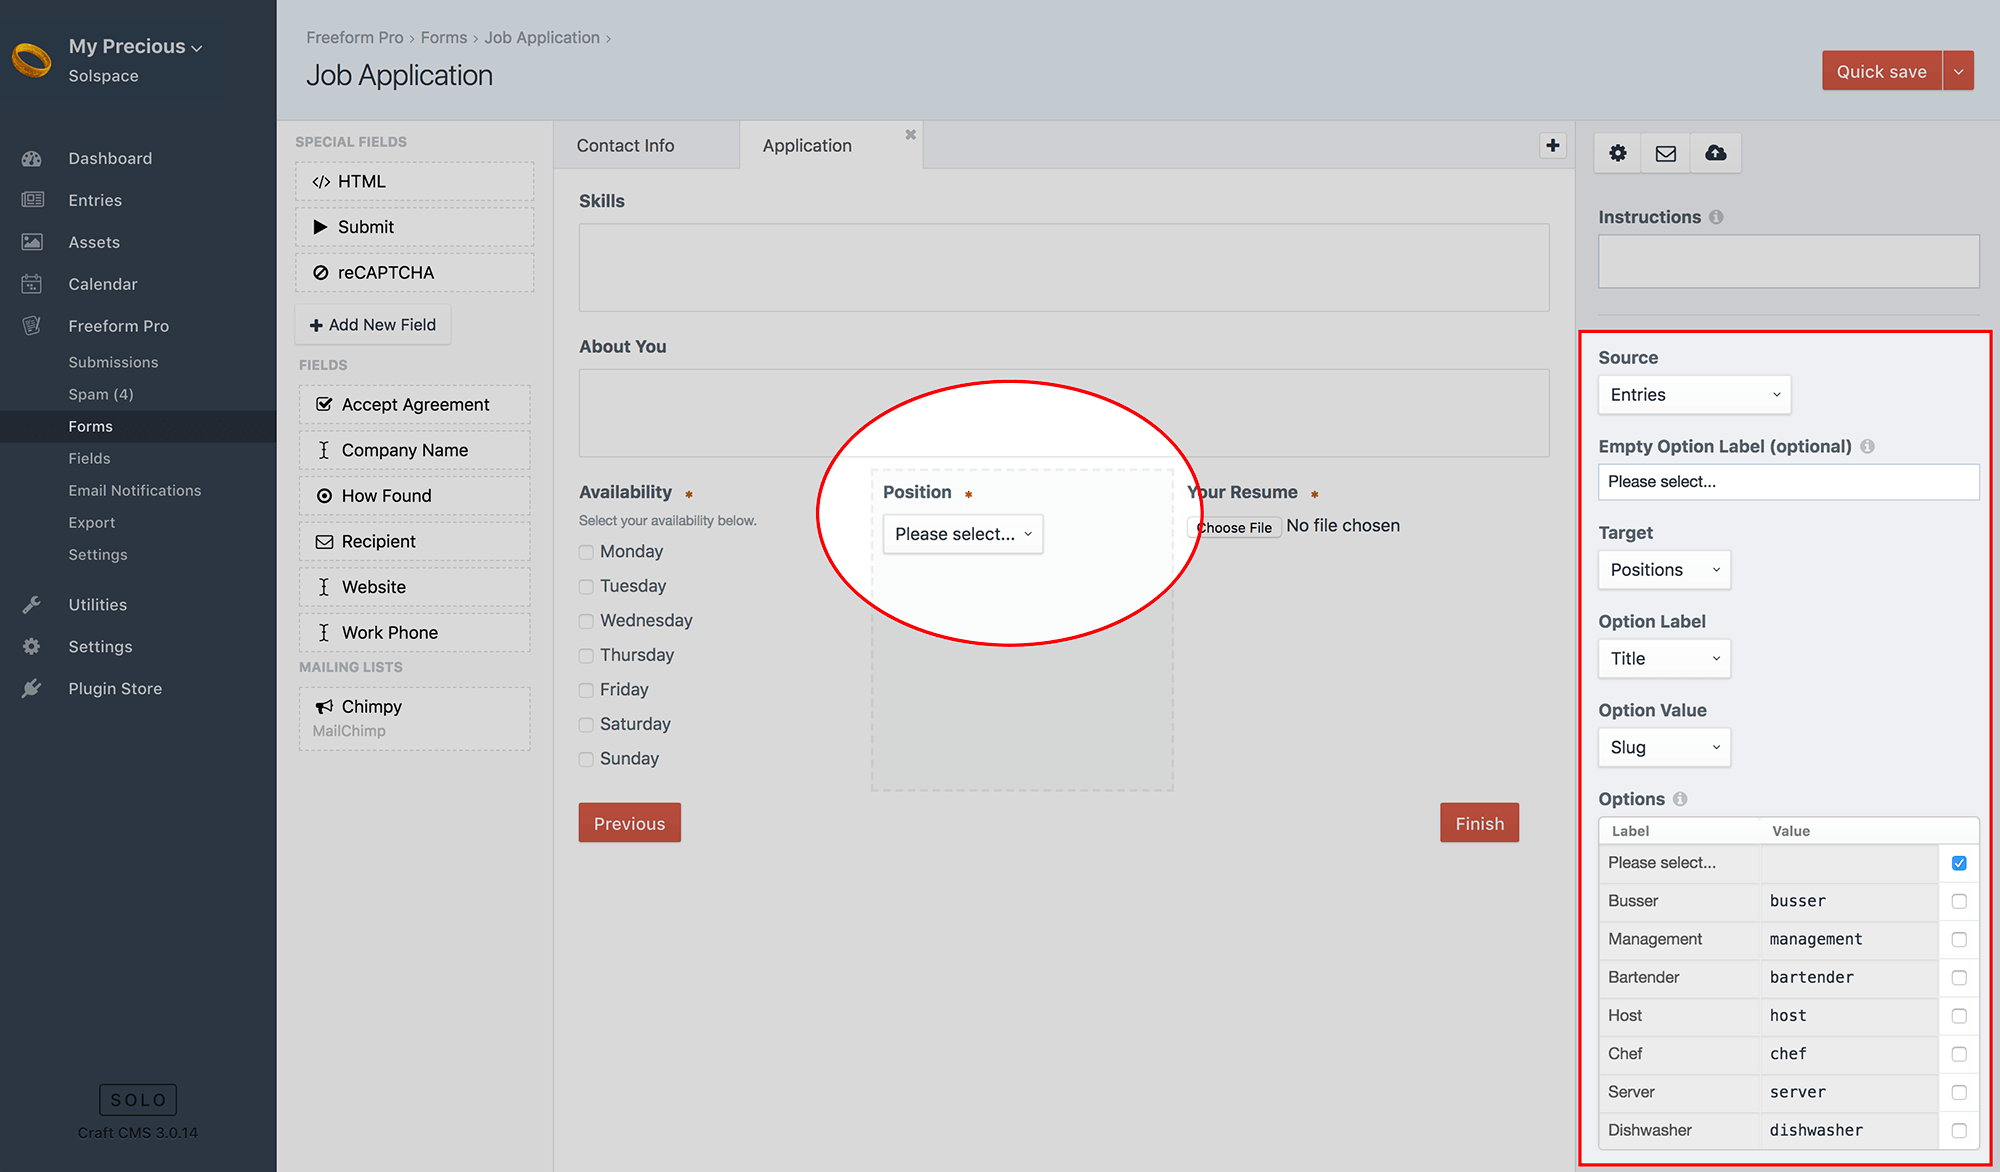 My Precious
Solspace
Dashboard
Entries
Assets
Calendar
Freeform Pro
Submissions
Spam (4)
Forms
Fields
Email Notifications
Export
Settings
Utilities
Settings
Plugin Store
SOLO
Craft CMS 3.0.14
Freeform Pro › Forms › Job Application ›
Job Application
Quick save
SPECIAL FIELDS
</> HTML
Submit
reCAPTCHA
+ Add New Field
FIELDS
Accept Agreement
Company Name
How Found
Recipient
Website
Work Phone
MAILING LISTS
Chimpy
MailChimp
Contact Info
Application
Skills
About You
Availability *
Select your availability below.
Monday
Tuesday
Wednesday
Thursday
Friday
Saturday
Sunday
Position *
Please select...
Your Resume *
Choose File No file chosen
Previous
Finish
Instructions
Source
Entries
Empty Option Label (optional)
Please select...
Target
Positions
Option Label
Title
Option Value
Slug
Options
Label Value
Please select...
Busser busser
Management management
Bartender bartender
Host host
Chef chef
Server server
Dishwasher dishwasher